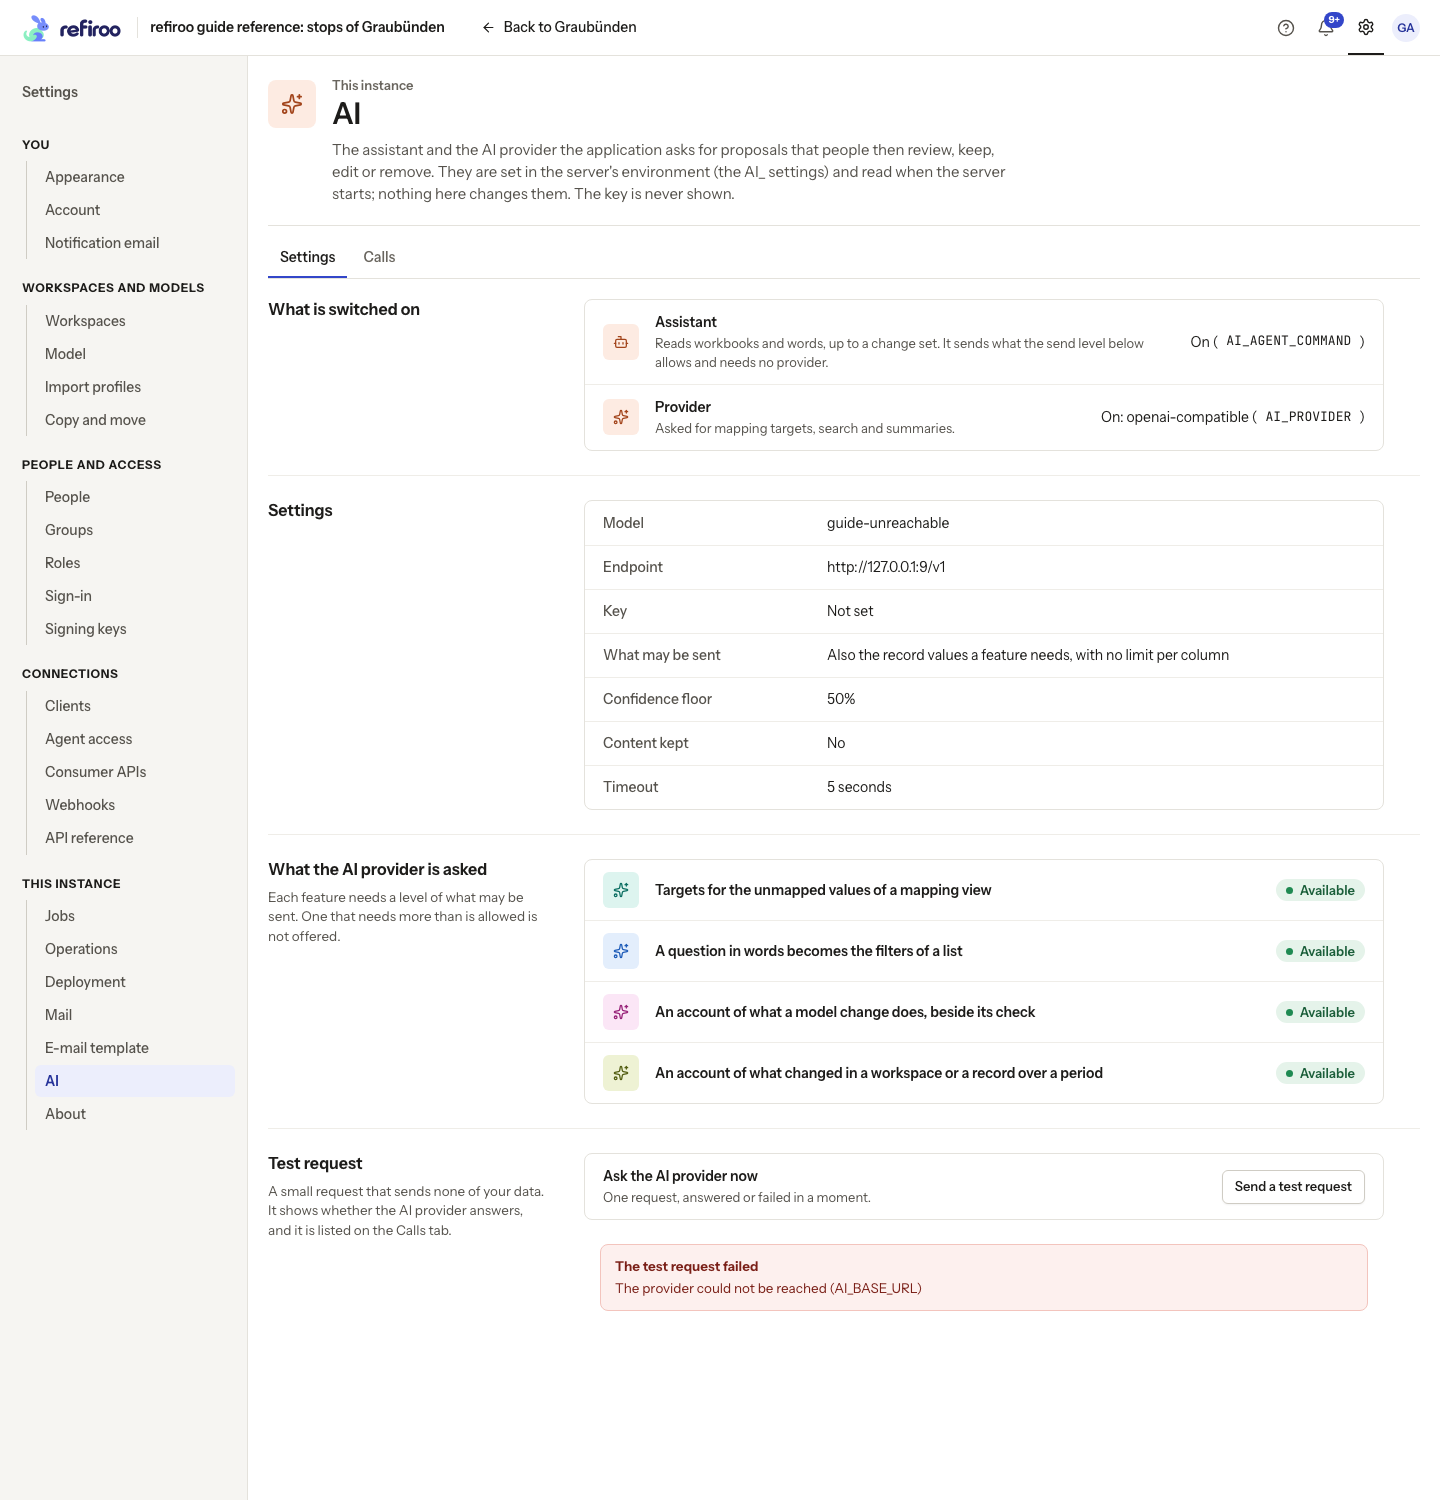 refiroo
refiroo guide reference: stops of Graubünden
← Back to Graubünden
9+
GA
Settings
YOU
Appearance
Account
Notification email
WORKSPACES AND MODELS
Workspaces
Model
Import profiles
Copy and move
PEOPLE AND ACCESS
People
Groups
Roles
Sign-in
Signing keys
CONNECTIONS
Clients
Agent access
Consumer APIs
Webhooks
API reference
THIS INSTANCE
Jobs
Operations
Deployment
Mail
E-mail template
AI
About
This instance
AI
The assistant and the AI provider the application asks for proposals that people then review, keep,
edit or remove. They are set in the server's environment (the AI_ settings) and read when the server
starts; nothing here changes them. The key is never shown.
Settings
Calls
What is switched on
Assistant
Reads workbooks and words, up to a change set. It sends what the send level below
allows and needs no provider.
On ( AI_AGENT_COMMAND )
Provider
Asked for mapping targets, search and summaries.
On: openai-compatible ( AI_PROVIDER )
Settings
Model guide-unreachable
Endpoint http://127.0.0.1:9/v1
Key Not set
What may be sent Also the record values a feature needs, with no limit per column
Confidence floor 50%
Content kept No
Timeout 5 seconds
What the AI provider is asked
Each feature needs a level of what may be
sent. One that needs more than is allowed is
not offered.
Targets for the unmapped values of a mapping view Available
A question in words becomes the filters of a list Available
An account of what a model change does, beside its check Available
An account of what changed in a workspace or a record over a period Available
Test request
A small request that sends none of your data.
It shows whether the AI provider answers,
and it is listed on the Calls tab.
Ask the AI provider now
One request, answered or failed in a moment.
Send a test request
The test request failed
The provider could not be reached (AI_BASE_URL)